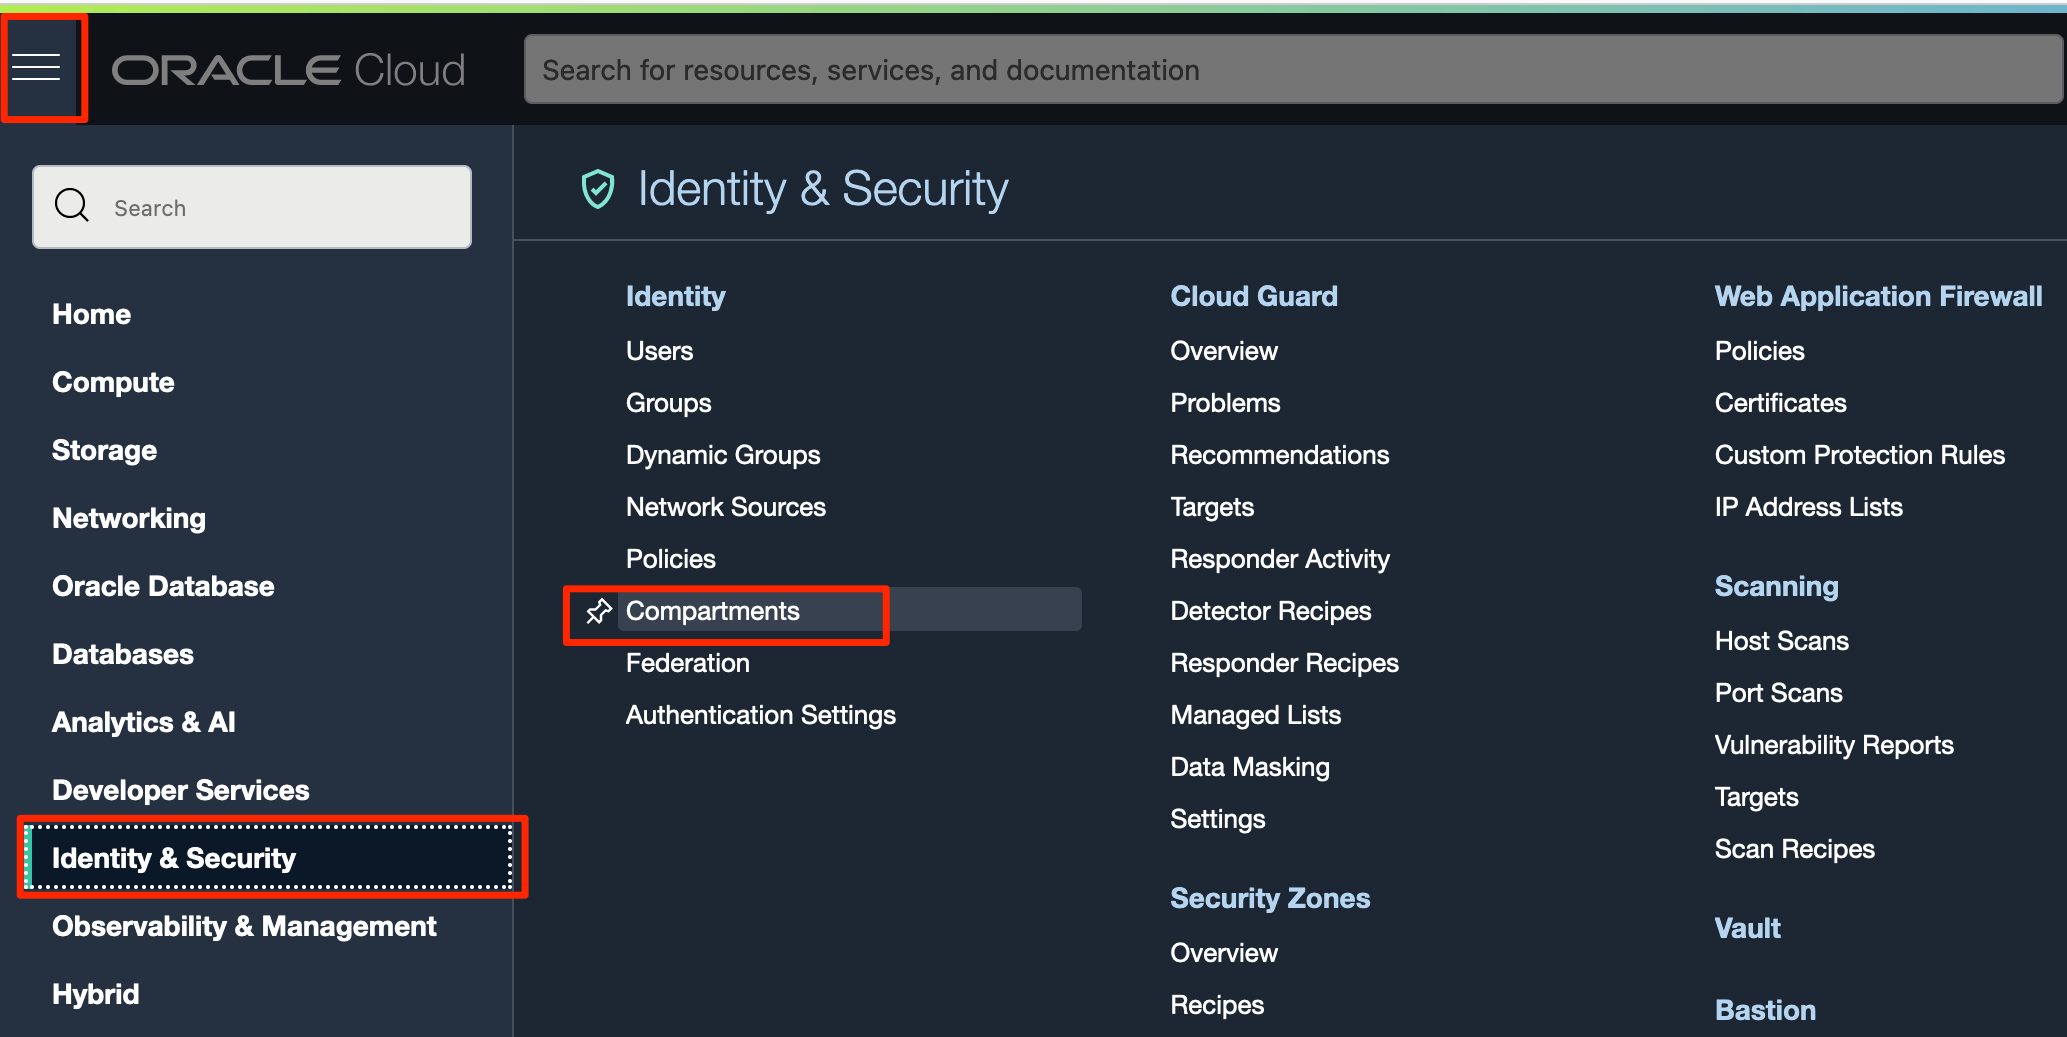 ORACLE Cloud
Search for resources, services, and documentation
Search
Home
Compute
Storage
Networking
Oracle Database
Databases
Analytics & AI
Developer Services
Identity & Security
Observability & Management
Hybrid
Identity & Security
Identity
Users
Groups
Dynamic Groups
Network Sources
Policies
Compartments
Federation
Authentication Settings
Cloud Guard
Overview
Problems
Recommendations
Targets
Responder Activity
Detector Recipes
Responder Recipes
Managed Lists
Data Masking
Settings
Security Zones
Overview
Recipes
Web Application Firewall
Policies
Certificates
Custom Protection Rules
IP Address Lists
Scanning
Host Scans
Port Scans
Vulnerability Reports
Targets
Scan Recipes
Vault
Bastion